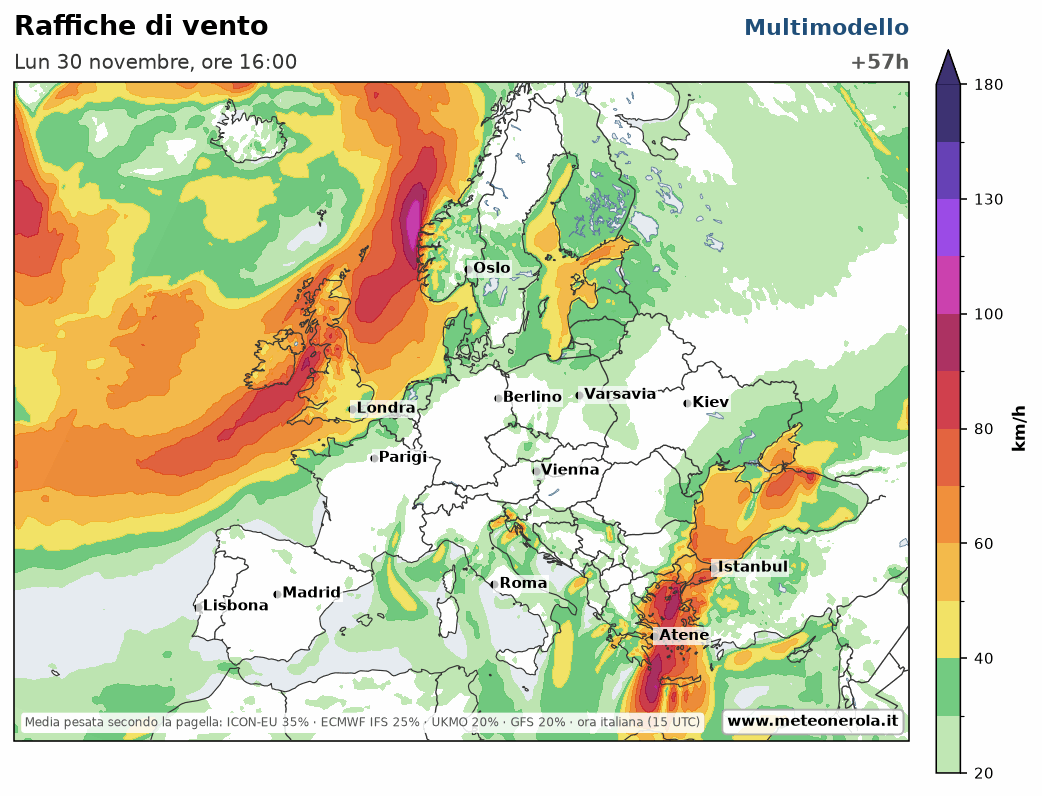 Raffiche di vento
Multimodello
Lun 30 novembre, ore 16:00
+57h
180
130
100
80
60
40
20
km/h
Oslo
Londra
Berlino
Varsavia
Kiev
Parigi
Vienna
Istanbul
Roma
Madrid
Lisbona
Atene
Media pesata secondo la pagella: ICON-EU 35% · ECMWF IFS 25% · UKMO 20% · GFS 20% · ora italiana (15 UTC)
www.meteonerola.it